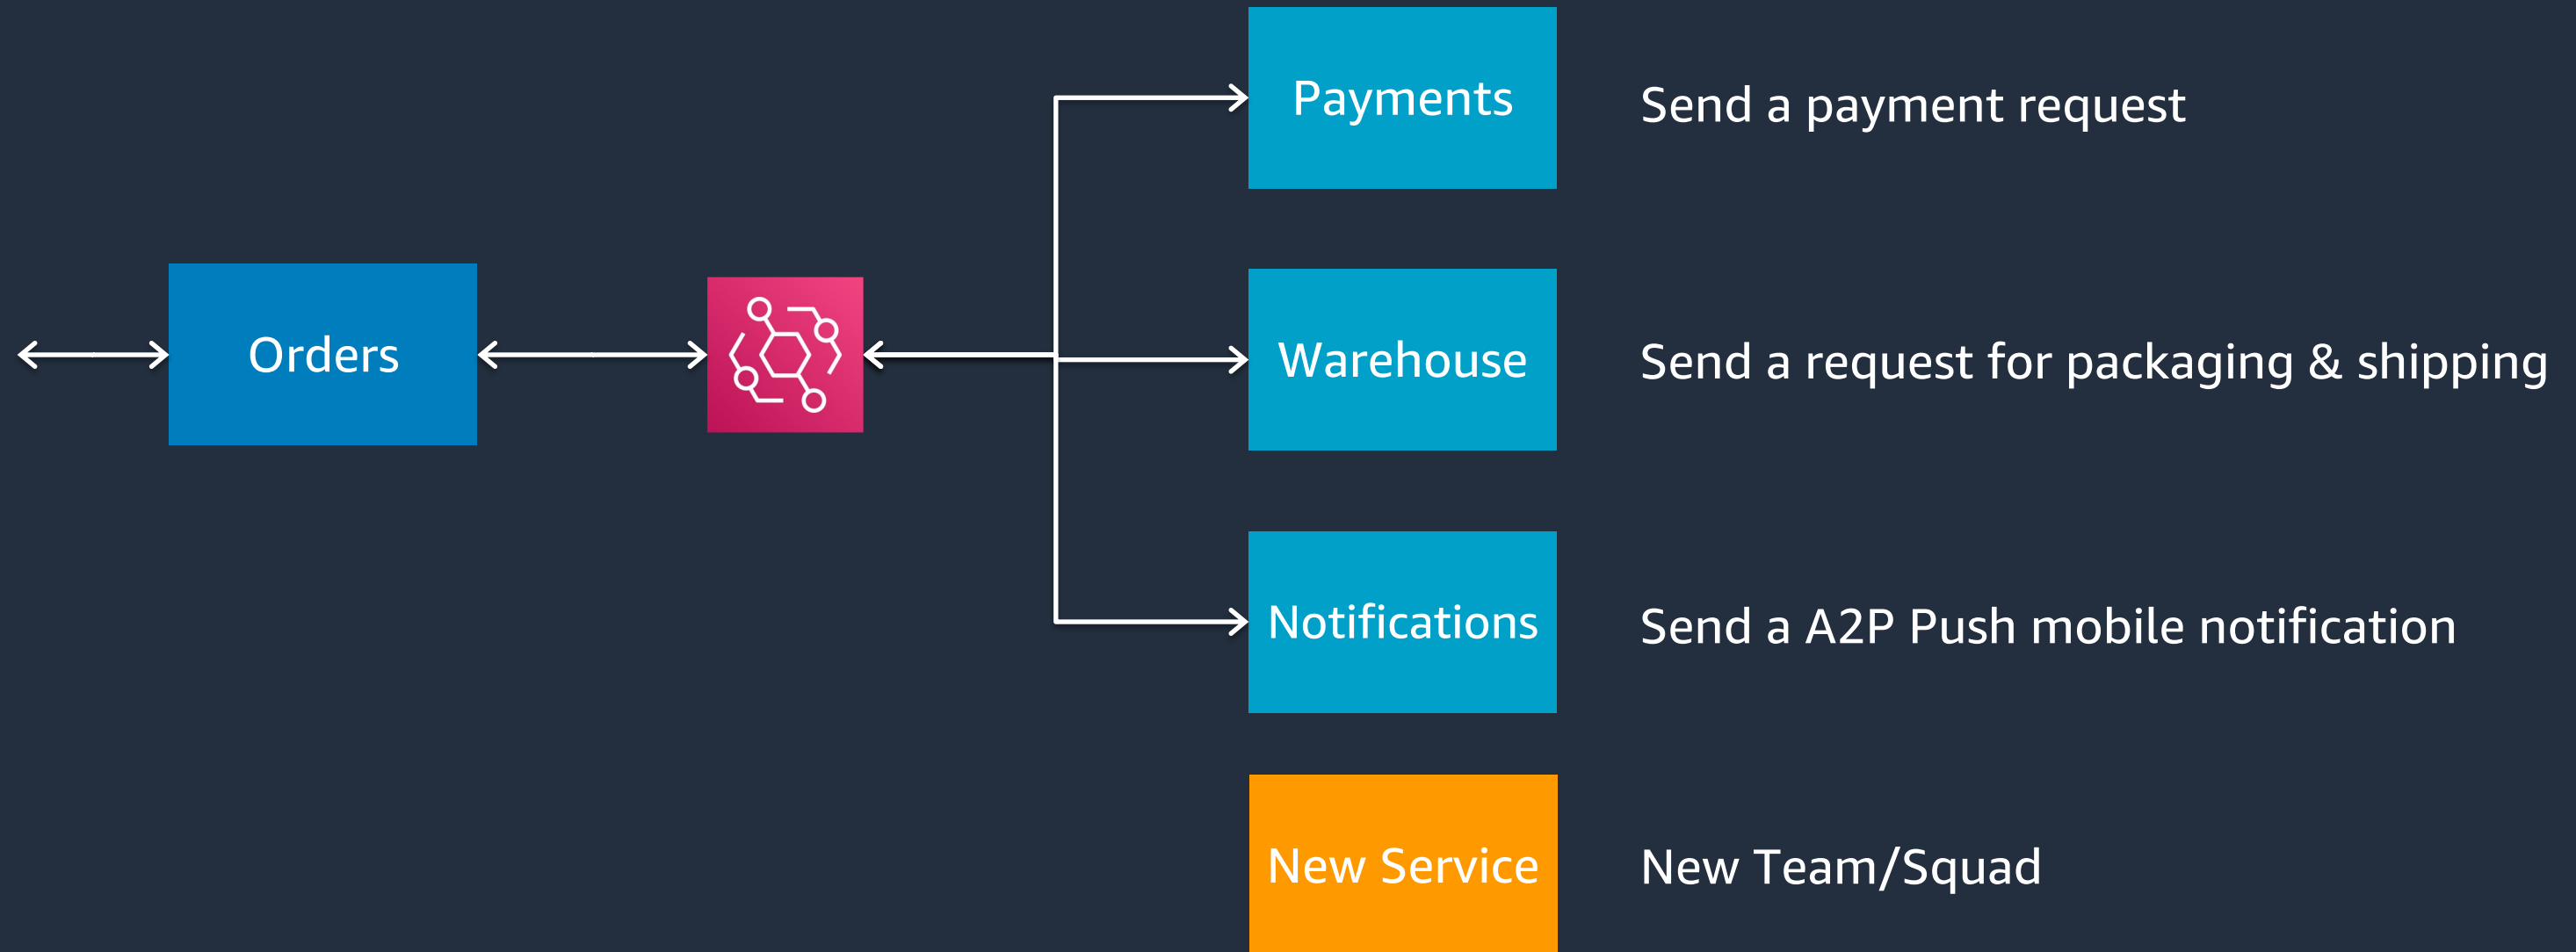 Payments
Send a payment request
Orders
Warehouse
Send a request for packaging & shipping
Notifications
Send a A2P Push mobile notification
New Service
New Team/Squad